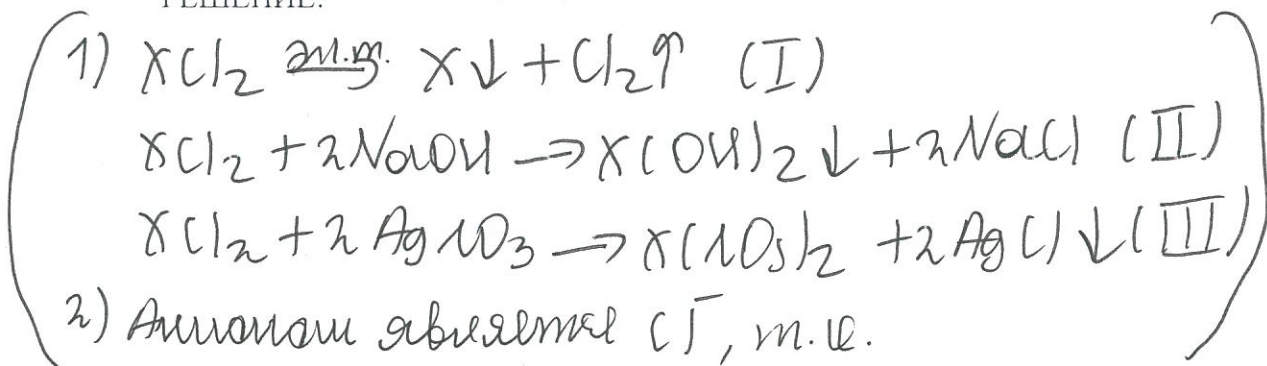 РЕШЕНИЕ:
1) XCl₂ эл.т. X↓ + Cl₂↑ (I)
XCl₂ + 2NaOH → X(OH)₂↓ + 2NaCl (II)
XCl₂ + 2AgNO₃ → X(NO₃)₂ + 2AgCl↓ (III)
2) Анионом является Cl⁻, т.к.